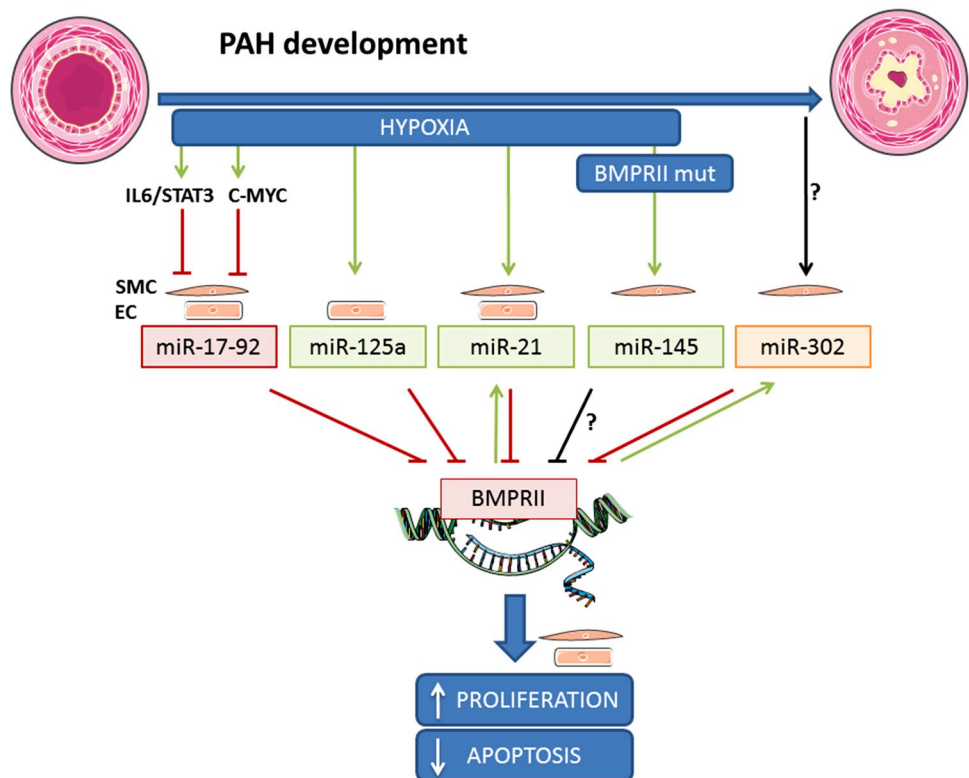 PAH development
HYPOXIA
BMPRII mut
IL6/STAT3 C-MYC
?
SMC
EC
miR-17-92 miR-125a miR-21 miR-145 miR-302
?
BMPRII
PROLIFERATION
APOPTOSIS